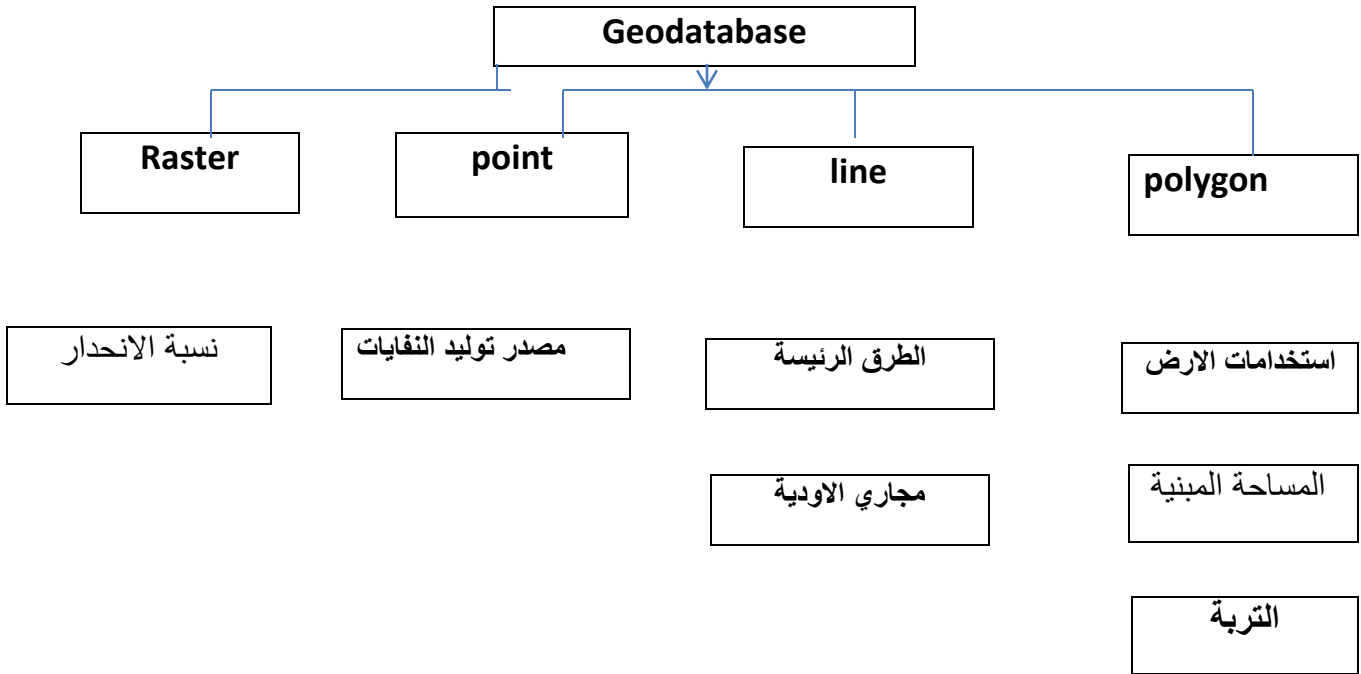 Geodatabase
Raster
point
line
polygon
نسبة الانحدار
مصدر توليد النفايات
الطرق الرئيسة
استخدامات الارض
مجاري الاودية
المساحة المبنية
التربة